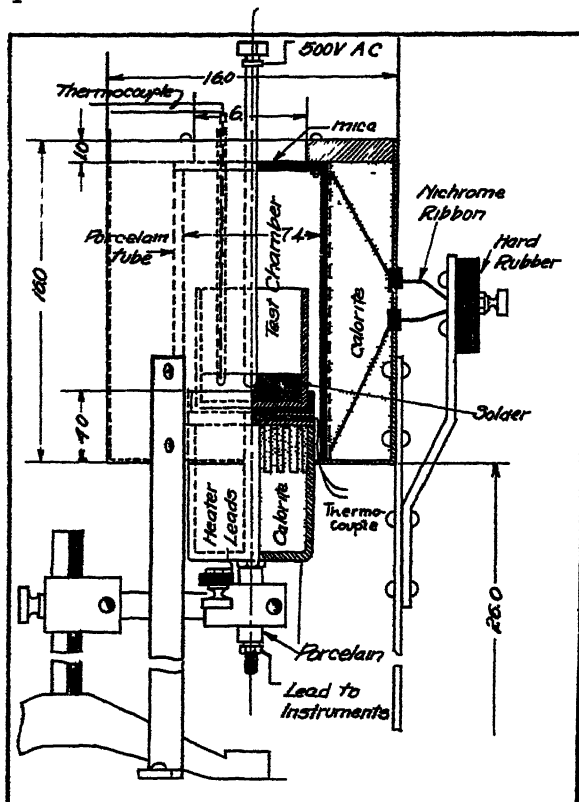 500V AC
16.0
Thermocouple
6.
mica
10
Nichrome
Ribbon
Hard
Rubber
Porcelain
tube
7.4
Test Chamber
Calorite
16.0
Solder
4.0
Heater
Leads
Calorite
Thermo-
couple
26.0
Porcelain
Lead to
Instruments